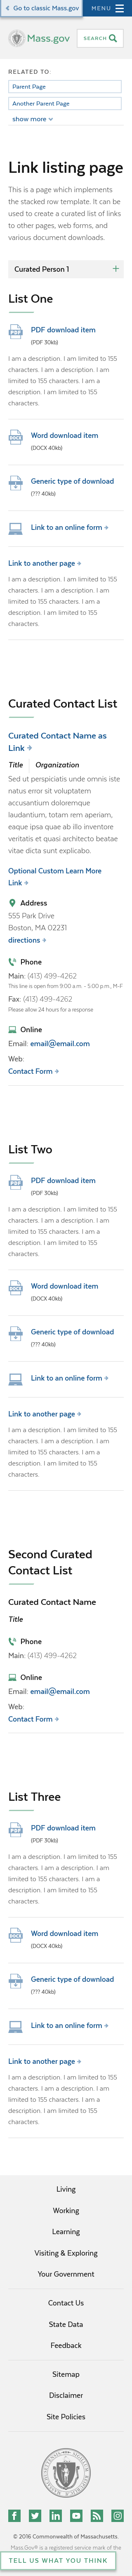 Go to classic Mass.gov
MENU
Mass.gov
SEARCH
RELATED TO:
Parent Page
Another Parent Page
show more
Link listing page
This is a page which implements
the stacked row template. It can be
used to create a curated list of links
to other pages, web forms, and
various document downloads.
Curated Person 1
List One
PDF download item
(PDF 30kb)
I am a description. I am limited to 155
characters. I am a description. I am
limited to 155 characters. I am a
description. I am limited to 155
characters.
Word download item
(DOCX 40kb)
Generic type of download
(??? 40kb)
Link to an online form
Link to another page
I am a description. I am limited to 155
characters. I am a description. I am
limited to 155 characters. I am a
description. I am limited to 155
characters.
Curated Contact List
Curated Contact Name as
Link
Title Organization
Sed ut perspiciatis unde omnis iste
natus error sit voluptatem
accusantium doloremque
laudantium, totam rem aperiam,
eaque ipsa quae ab illo inventore
veritatis et quasi architecto beatae
vitae dicta sunt explicabo.
Optional Custom Learn More
Link
Address
555 Park Drive
Boston, MA 02231
directions
Phone
Main: (413) 499-4262
This line is open from 9:00 a.m. - 5:00 p.m., M-F
Fax: (413) 499-4262
Please allow 24 hours for a response
Online
Email: email@email.com
Web:
Contact Form
List Two
PDF download item
(PDF 30kb)
I am a description. I am limited to 155
characters. I am a description. I am
limited to 155 characters. I am a
description. I am limited to 155
characters.
Word download item
(DOCX 40kb)
Generic type of download
(??? 40kb)
Link to an online form
Link to another page
I am a description. I am limited to 155
characters. I am a description. I am
limited to 155 characters. I am a
description. I am limited to 155
characters.
Second Curated
Contact List
Curated Contact Name
Title
Phone
Main: (413) 499-4262
Online
Email: email@email.com
Web:
Contact Form
List Three
PDF download item
(PDF 30kb)
I am a description. I am limited to 155
characters. I am a description. I am
limited to 155 characters. I am a
description. I am limited to 155
characters.
Word download item
(DOCX 40kb)
Generic type of download
(??? 40kb)
Link to an online form
Link to another page
I am a description. I am limited to 155
characters. I am a description. I am
limited to 155 characters. I am a
description. I am limited to 155
characters.
Living
Working
Learning
Visiting & Exploring
Your Government
Contact Us
State Data
Feedback
Sitemap
Disclaimer
Site Policies
© 2016 Commonwealth of Massachusetts.
Mass.Gov® is a registered service mark of the
TELL US WHAT YOU THINK